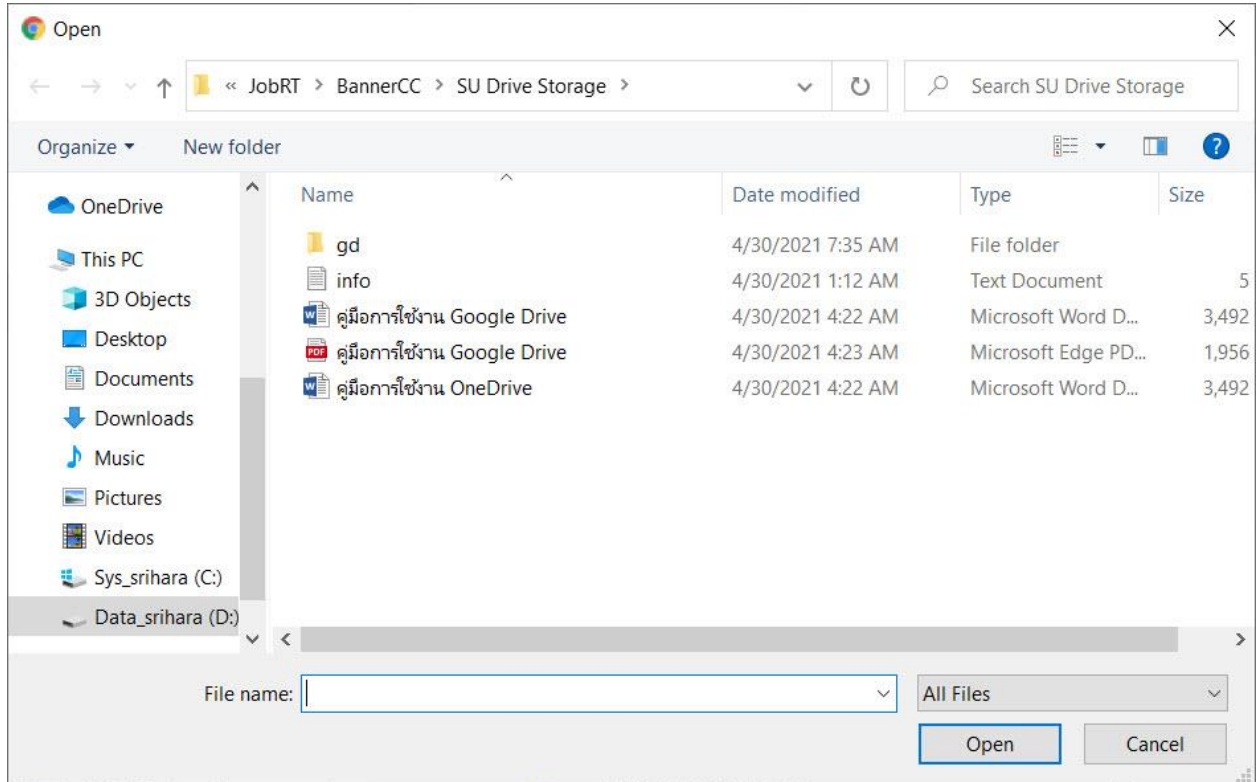 Open
« JobRT > BannerCC > SU Drive Storage >
Search SU Drive Storage
Organize
New folder
OneDrive
This PC
3D Objects
Desktop
Documents
Downloads
Music
Pictures
Videos
Sys_srihara (C:)
Data_srihara (D:)
Name Date modified Type Size
gd 4/30/2021 7:35 AM File folder
info 4/30/2021 1:12 AM Text Document 5
คู่มือการใช้งาน Google Drive 4/30/2021 4:22 AM Microsoft Word D... 3,492
PDF คู่มือการใช้งาน Google Drive 4/30/2021 4:23 AM Microsoft Edge PD... 1,956
คู่มือการใช้งาน OneDrive 4/30/2021 4:22 AM Microsoft Word D... 3,492
File name:
All Files
Open Cancel